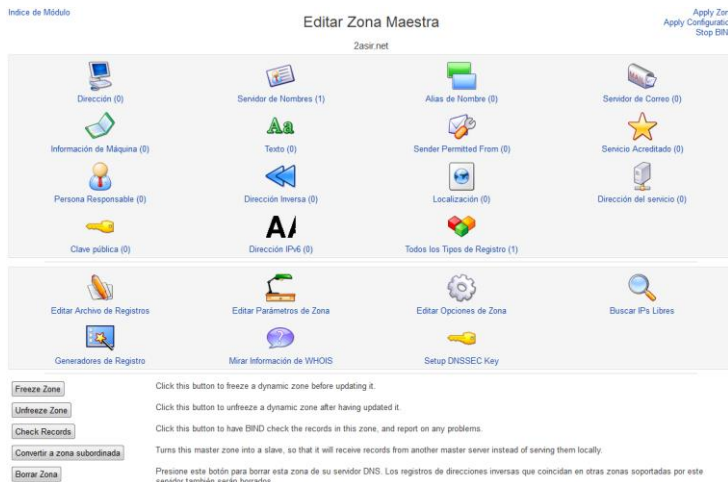 Indice de Módulo
Editar Zona Maestra
2asir.net
Apply Zon
Apply Configuratio
Stop BIN
Dirección (0)
Servidor de Nombres (1)
Alias de Nombre (0)
Servidor de Correo (0)
Información de Máquina (0)
Aa
Texto (0)
Sender Permitted From (0)
Servicio Acreditado (0)
Persona Responsable (0)
Dirección Inversa (0)
Localización (0)
Dirección del servicio (0)
Clave pública (0)
Dirección IPv6 (0)
Todos los Tipos de Registro (1)
Editar Archivo de Registros
Editar Parámetros de Zona
Editar Opciones de Zona
Buscar IPs Libres
Generadores de Registro
Mirar Información de WHOIS
Setup DNSSEC Key
Freeze Zone
Click this button to freeze a dynamic zone before updating it.
Unfreeze Zone
Click this button to unfreeze a dynamic zone after having updated it.
Check Records
Click this button to have BIND check the records in this zone, and report on any problems.
Convertir a zona subordinada
Turns this master zone into a slave, so that it will receive records from another master server instead of serving them locally.
Borrar Zona
Presione este botón para borrar esta zona de su servidor DNS. Los registros de direcciones inversas que coincidan en otras zonas soportadas por este
servidor también serán borrados.